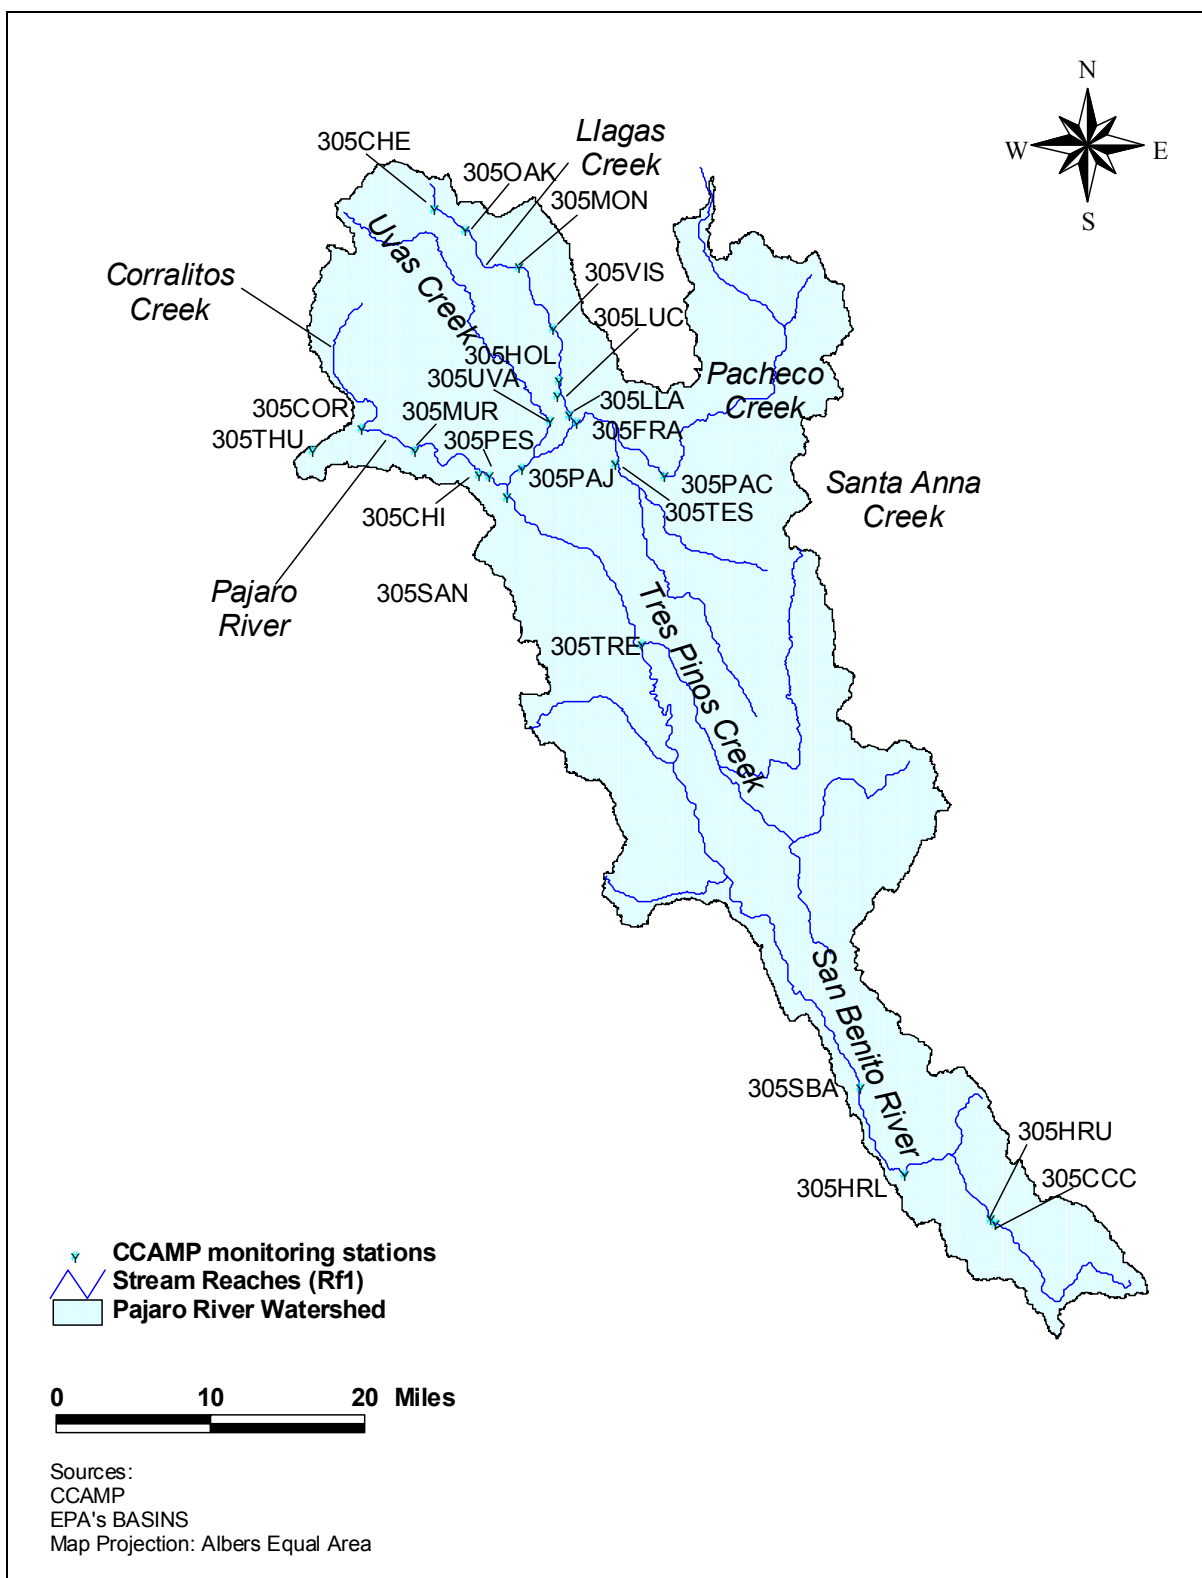 N
W
E
S
Llagas
Creek
305CHE
305OAK
305MON
Uvas Creek
Corralitos
Creek
305VIS
305LUC
305HOL
305UVA
Pacheco
Creek
305LLA
305COR
305MUR
305FRA
305THU
305PES
305PAJ
305PAC
Santa Anna
Creek
305CHI
305TES
Pajaro
River
305SAN
Tres Pinos Creek
305TRE
San Benito River
305SBA
305HRU
305CCC
305HRL
CCAMP monitoring stations
Stream Reaches (Rf1)
Pajaro River Watershed
0 10 20 Miles
Sources:
CCAMP
EPA's BASINS
Map Projection: Albers Equal Area